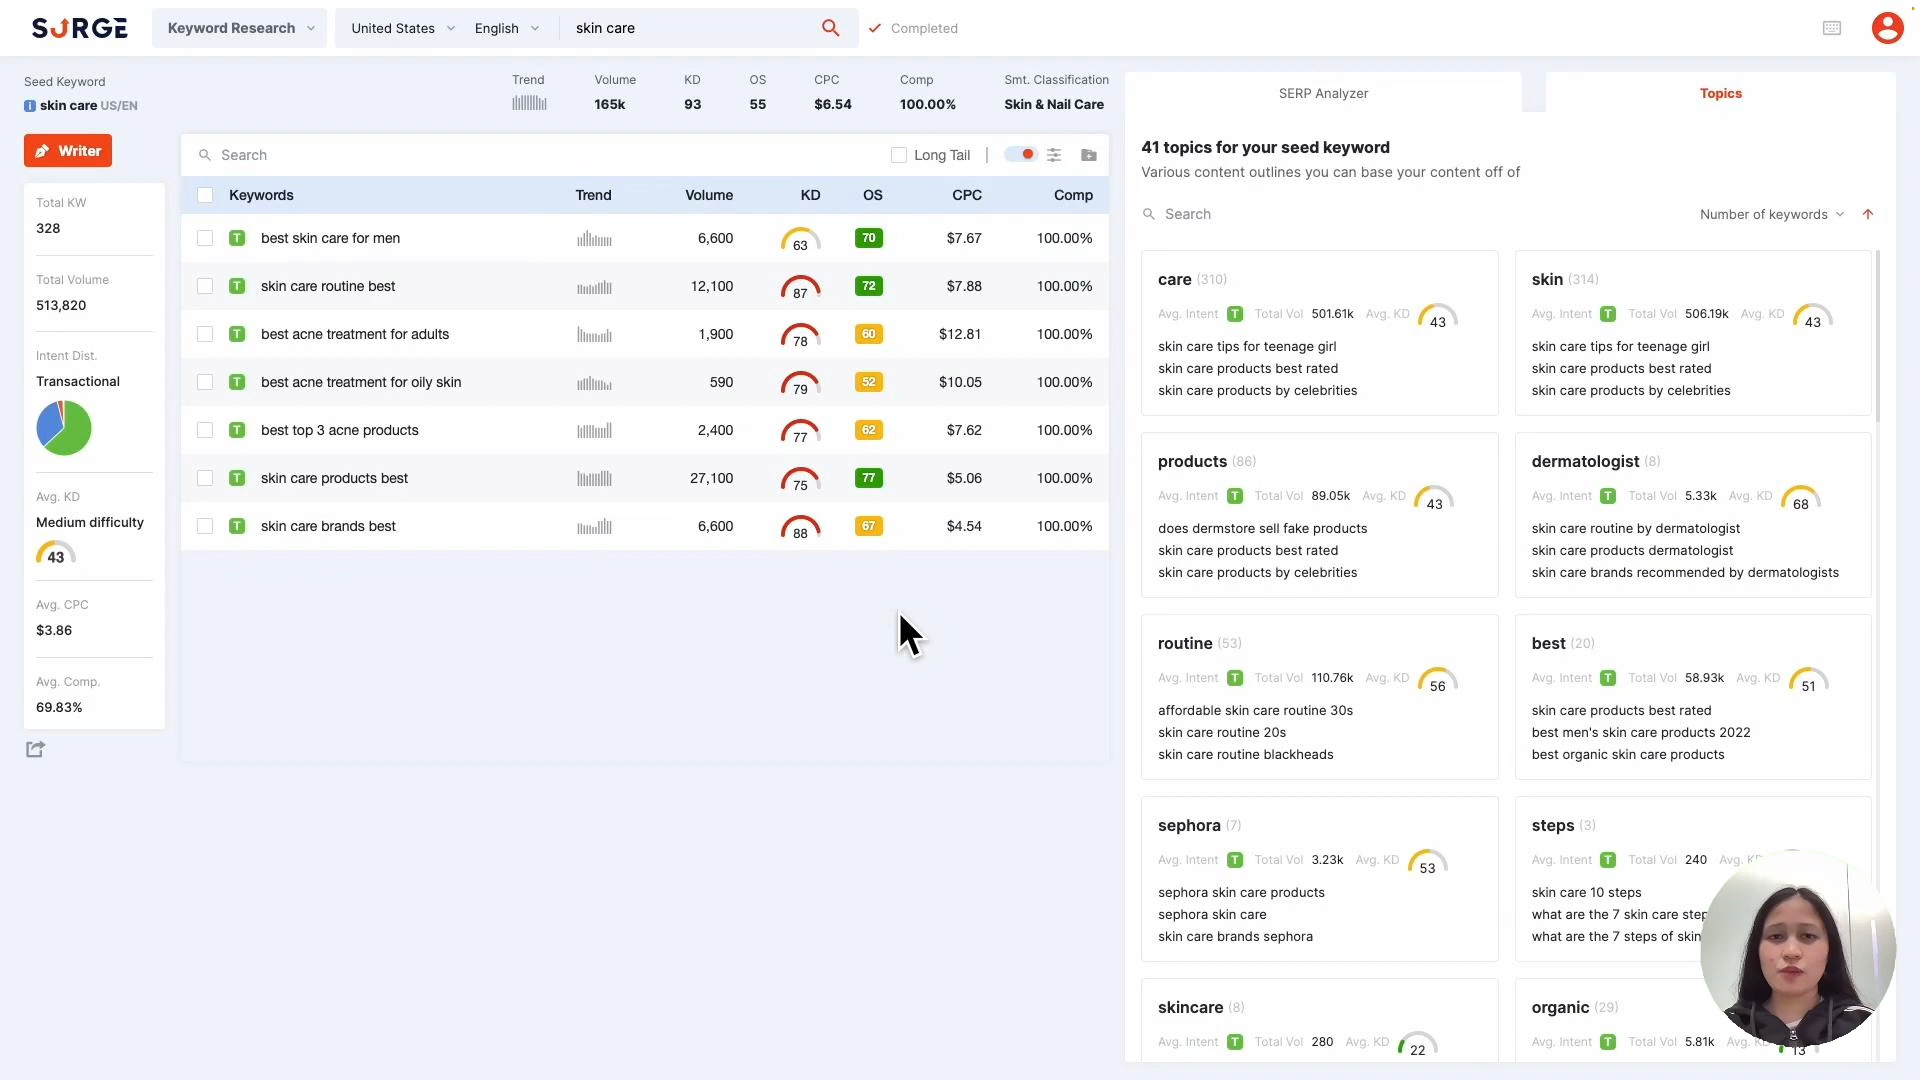 SURGE
Keyword Research
United States
English
skin care
Completed
Seed Keyword
skin care US/EN
Trend Volume KD OS CPC Comp Smt. Classification
165k 93 55 $6.54 100.00% Skin & Nail Care
Writer
Total KW
328
Total Volume
513,820
Intent Dist.
Transactional
Avg. KD
Medium difficulty
43
Avg. CPC
$3.86
Avg. Comp.
69.83%
Search
Long Tail
Keywords Trend Volume KD OS CPC Comp
T best skin care for men 6,600 63 70 $7.67 100.00%
T skin care routine best 12,100 87 72 $7.88 100.00%
T best acne treatment for adults 1,900 78 60 $12.81 100.00%
T best acne treatment for oily skin 590 79 52 $10.05 100.00%
T best top 3 acne products 2,400 77 62 $7.62 100.00%
T skin care products best 27,100 75 77 $5.06 100.00%
T skin care brands best 6,600 88 67 $4.54 100.00%
SERP Analyzer
Topics
41 topics for your seed keyword
Various content outlines you can base your content off of
Search
Number of keywords
care (310)
Avg. Intent T Total Vol 501.61k Avg. KD 43
skin care tips for teenage girl
skin care products best rated
skin care products by celebrities
skin (314)
Avg. Intent T Total Vol 506.19k Avg. KD 43
skin care tips for teenage girl
skin care products best rated
skin care products by celebrities
products (86)
Avg. Intent T Total Vol 89.05k Avg. KD 43
does dermstore sell fake products
skin care products best rated
skin care products by celebrities
dermatologist (8)
Avg. Intent T Total Vol 5.33k Avg. KD 68
skin care routine by dermatologist
skin care products dermatologist
skin care brands recommended by dermatologists
routine (53)
Avg. Intent T Total Vol 110.76k Avg. KD 56
affordable skin care routine 30s
skin care routine 20s
skin care routine blackheads
best (20)
Avg. Intent T Total Vol 58.93k Avg. KD 51
skin care products best rated
best men's skin care products 2022
best organic skin care products
sephora (7)
Avg. Intent T Total Vol 3.23k Avg. KD 53
sephora skin care products
sephora skin care
skin care brands sephora
steps (3)
Avg. Intent T Total Vol 240 Avg.
skin care 10 steps
what are the 7 skin care
what are the 7 steps of skin
skincare (8)
Avg. Intent T Total Vol 280 Avg. KD 22
organic (29)
Avg. Intent T Total Vol 5.81k Avg. 13